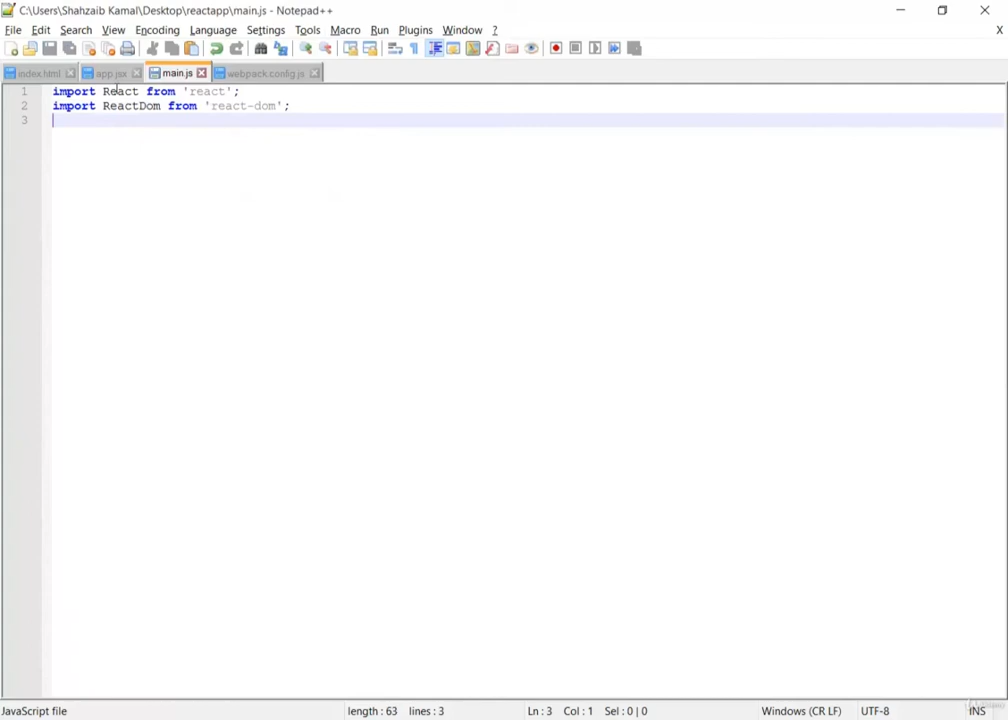 C:\Users\Shahzaib Kamal\Desktop\reactapp\main.js - Notepad++
File Edit Search View Encoding Language Settings Tools Macro Run Plugins Window ? X
index.html app.jsx main.js webpack.config.js
1 import React from 'react';
2 import ReactDom from 'react-dom';
3
JavaScript file length : 63 lines : 3 Ln : 3 Col : 1 Sel : 0 | 0 Windows (CR LF) UTF-8 INS